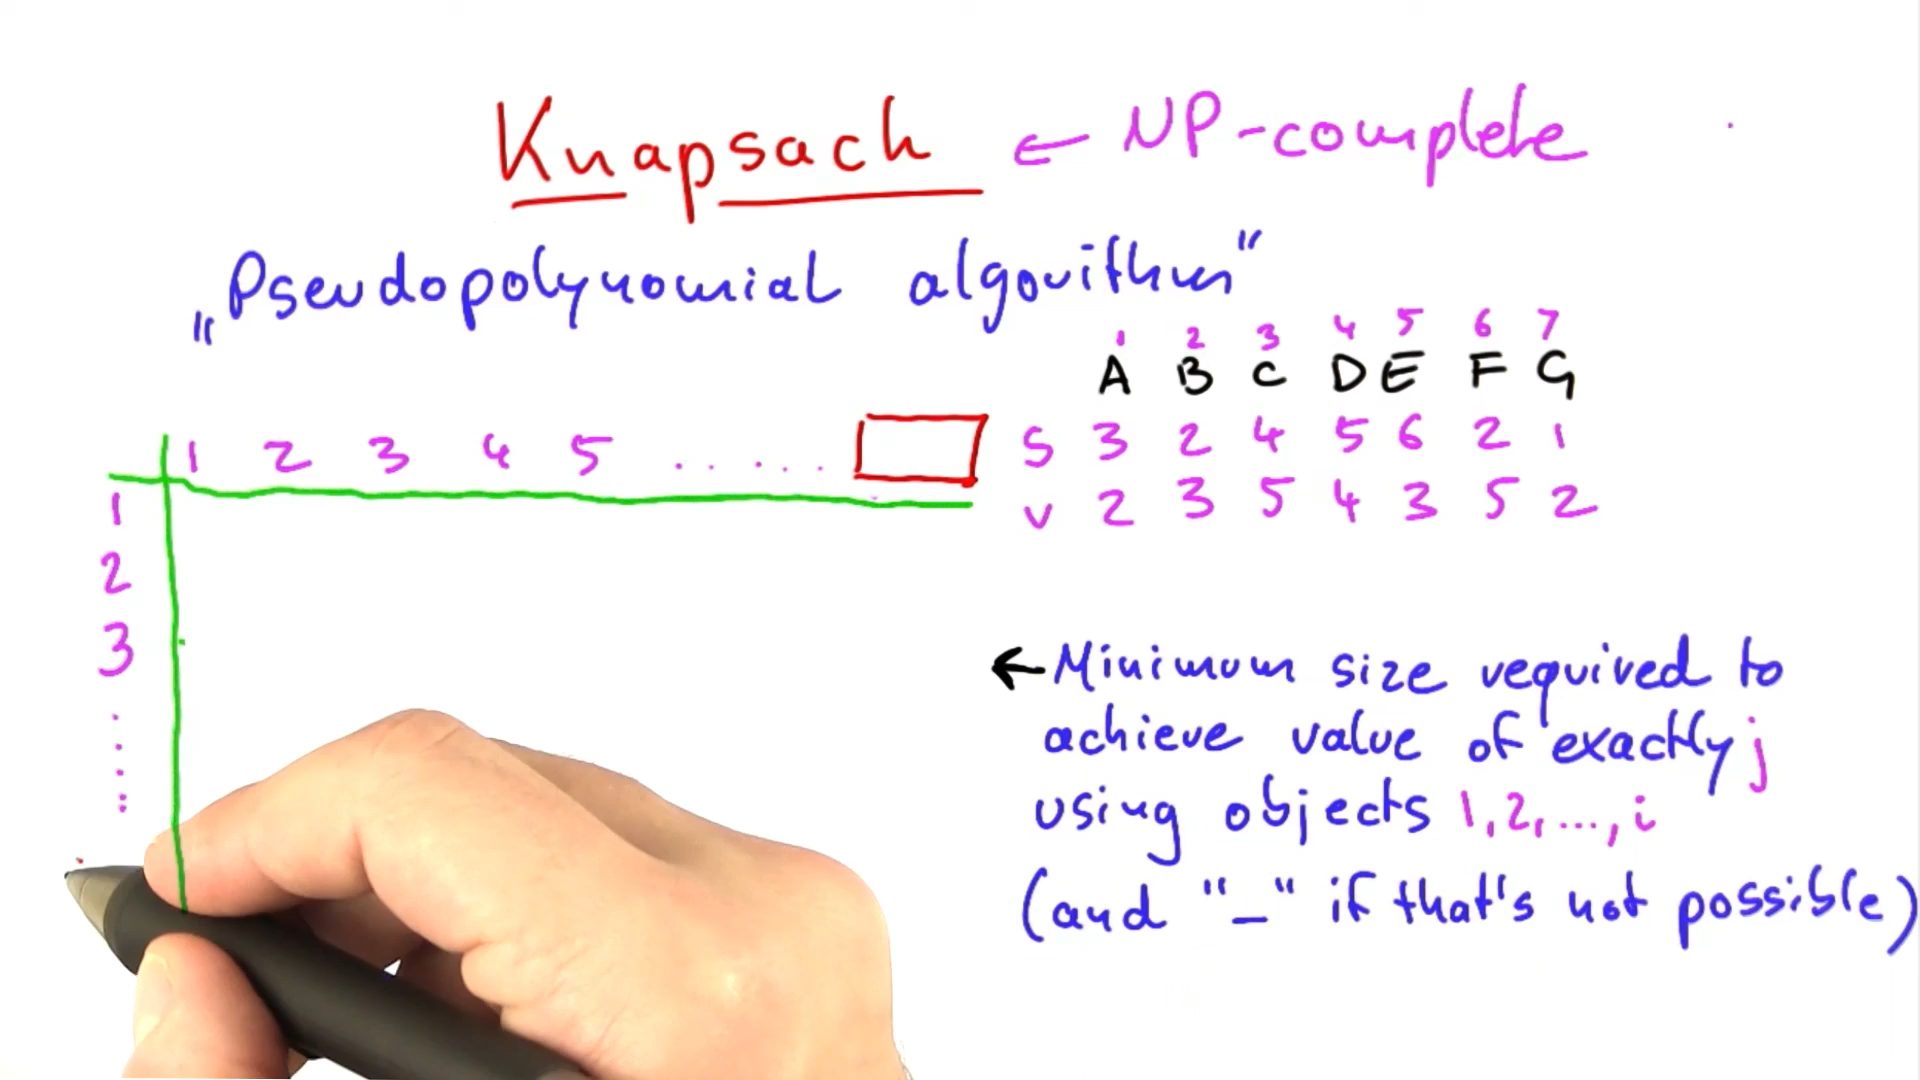 Knapsack ← NP-complete
„Pseudopolynomial algorithm“
1 2 3 4 5 6 7
A B C D E F G
1 2 3 4 5 ......
S 3 2 4 5 6 2 1
V 2 3 5 4 3 5 2
1
2
3
← Minimum size required to
achieve value of exactly j
using objects 1,2,...,i
(and "_" if that's not possible)